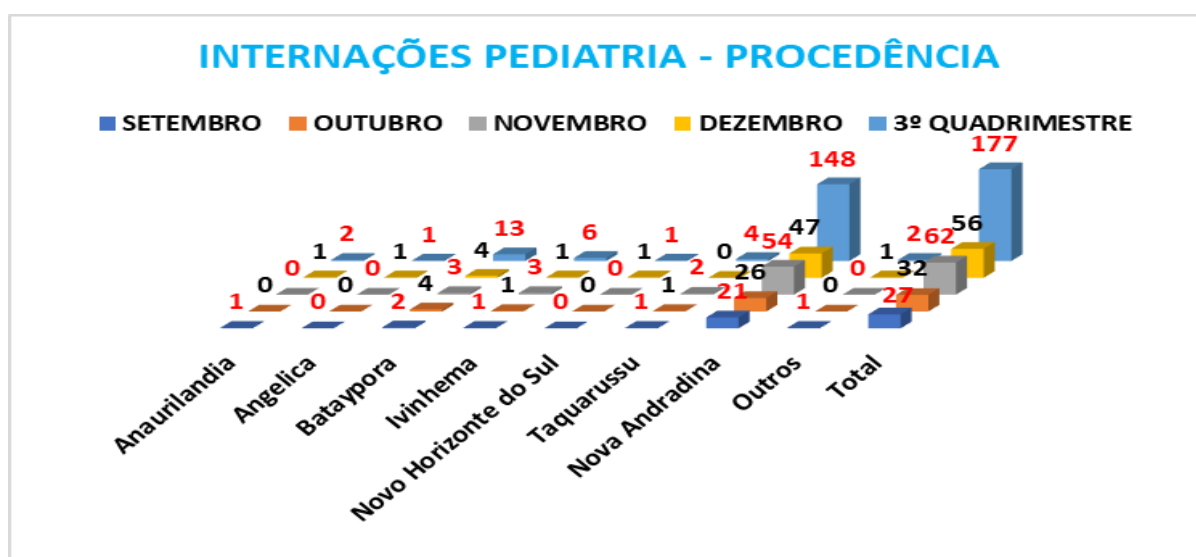 INTERNAÇÕES PEDIATRIA - PROCEDÊNCIA
SETEMBRO OUTUBRO NOVEMBRO DEZEMBRO 3º QUADRIMESTRE
2 1 13 6 1 4 148 2 177
1 1 4 1 1 0 47 1 56
0 0 3 3 0 2 54 0 62
0 0 4 1 0 1 26 0 32
1 0 2 1 0 1 21 1 27
Anaurilandia
Angelica
Bataypora
Ivinhema
Novo Horizonte do Sul
Taquarussu
Nova Andradina
Outros
Total